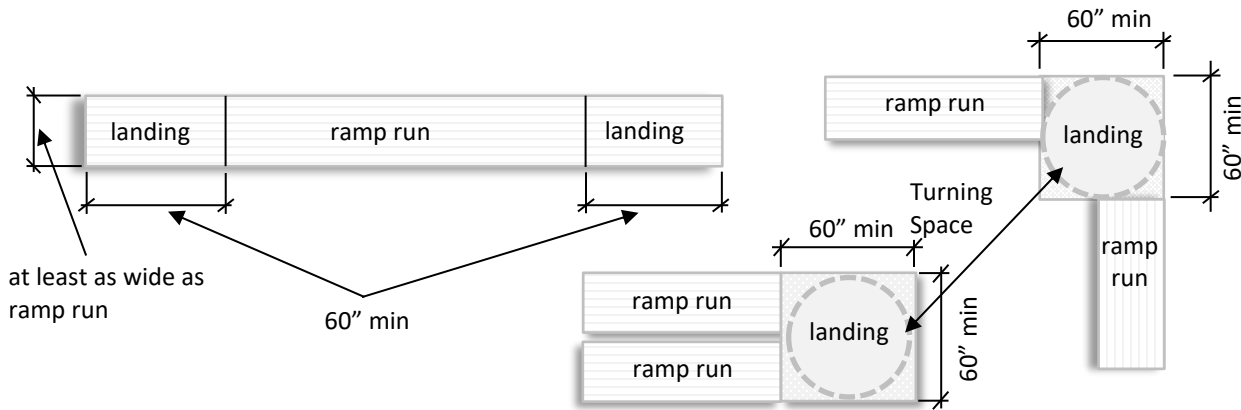 60” min
landing
ramp run
landing
at least as wide as
ramp run
60” min
ramp run
landing
60” min
Turning
Space
ramp
run
60” min
ramp run
landing
ramp run
60” min